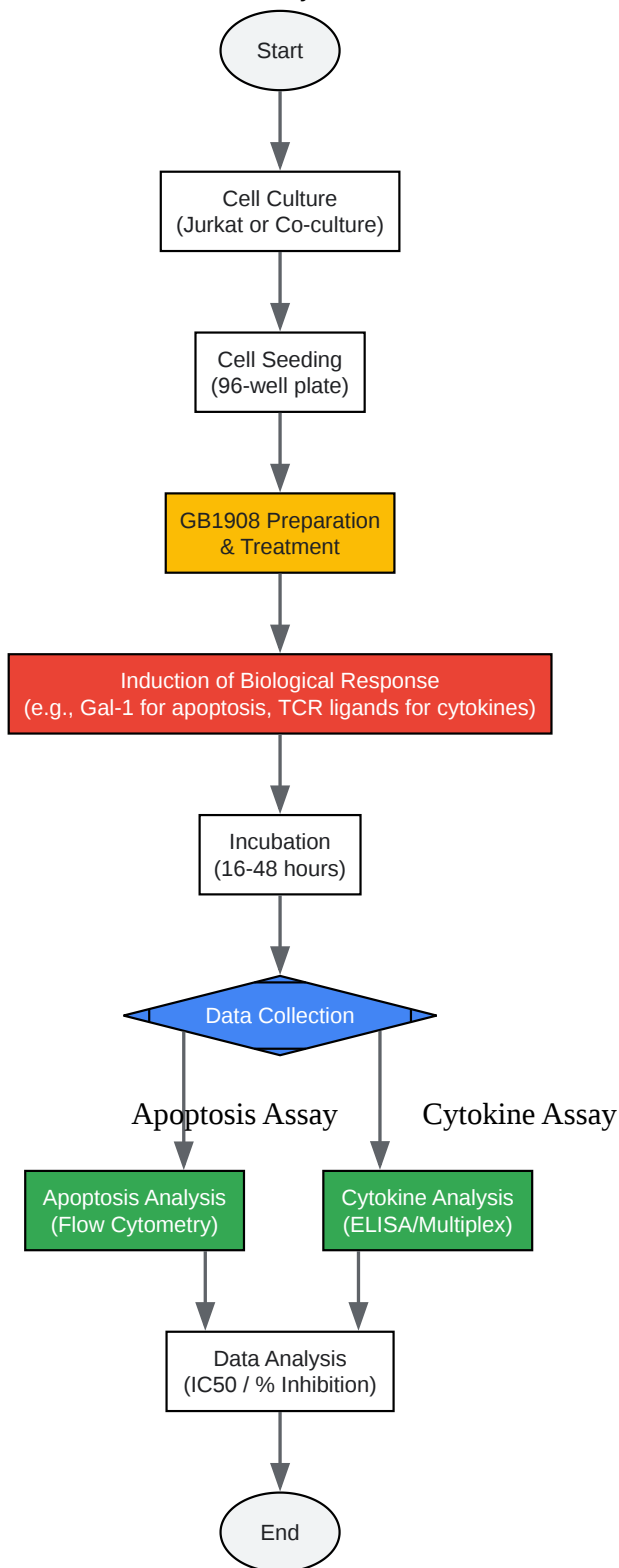 Start
Cell Culture
(Jurkat or Co-culture)
Cell Seeding
(96-well plate)
GB1908 Preparation
& Treatment
Induction of Biological Response
(e.g., Gal-1 for apoptosis, TCR ligands for cytokines)
Incubation
(16-48 hours)
Data Collection
Apoptosis Assay
Cytokine Assay
Apoptosis Analysis
(Flow Cytometry)
Cytokine Analysis
(ELISA/Multiplex)
Data Analysis
(IC50 / % Inhibition)
End